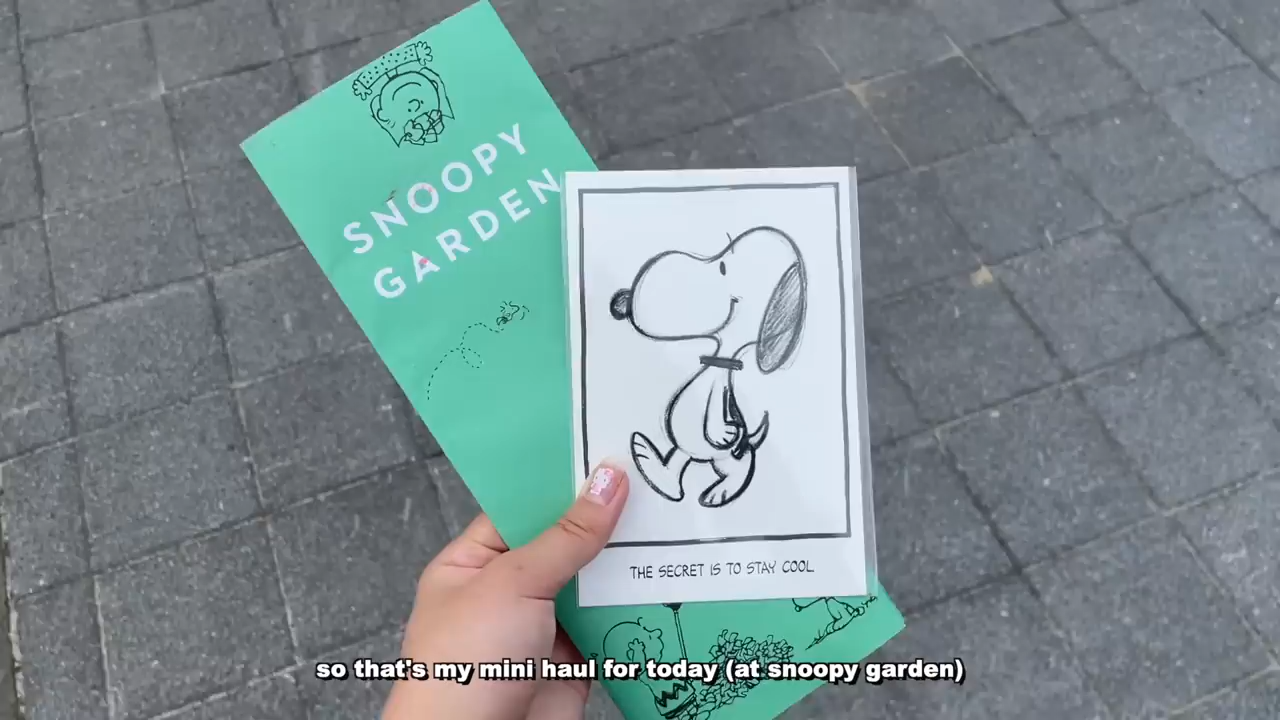 SNOOPY
GARDEN
THE SECRET IS TO STAY COOL.
so that's my mini haul for today (at snoopy garden)